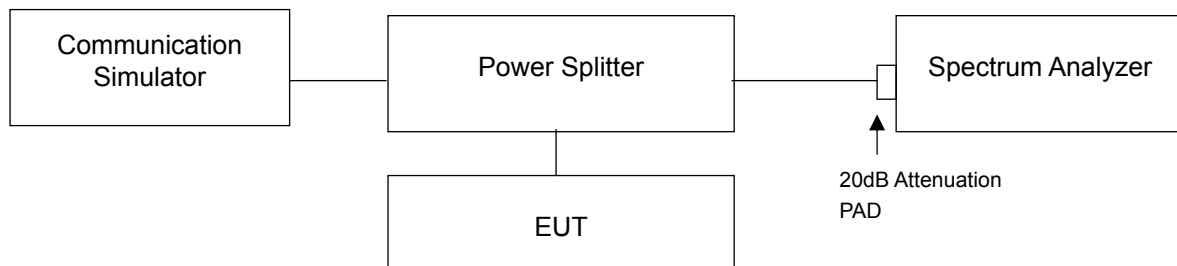 Communication
Simulator
Power Splitter
Spectrum Analyzer
20dB Attenuation
PAD
EUT